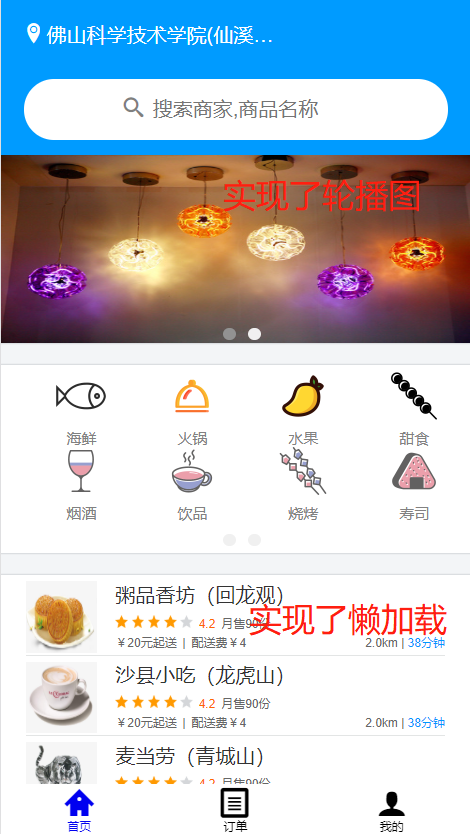 佛山科学技术学院(仙溪...
搜索商家,商品名称
实现了轮播图
海鲜 火锅 水果 甜食
烟酒 饮品 烧烤 寿司
粥品香坊（回龙观）
实现了懒加载
4.2 月售90份
￥20元起送 | 配送费￥4 2.0km | 38分钟
沙县小吃（龙虎山）
4.2 月售90份
￥20元起送 | 配送费￥4 2.0km | 38分钟
麦当劳（青城山）
4.2 月售90份
首页 订单 我的